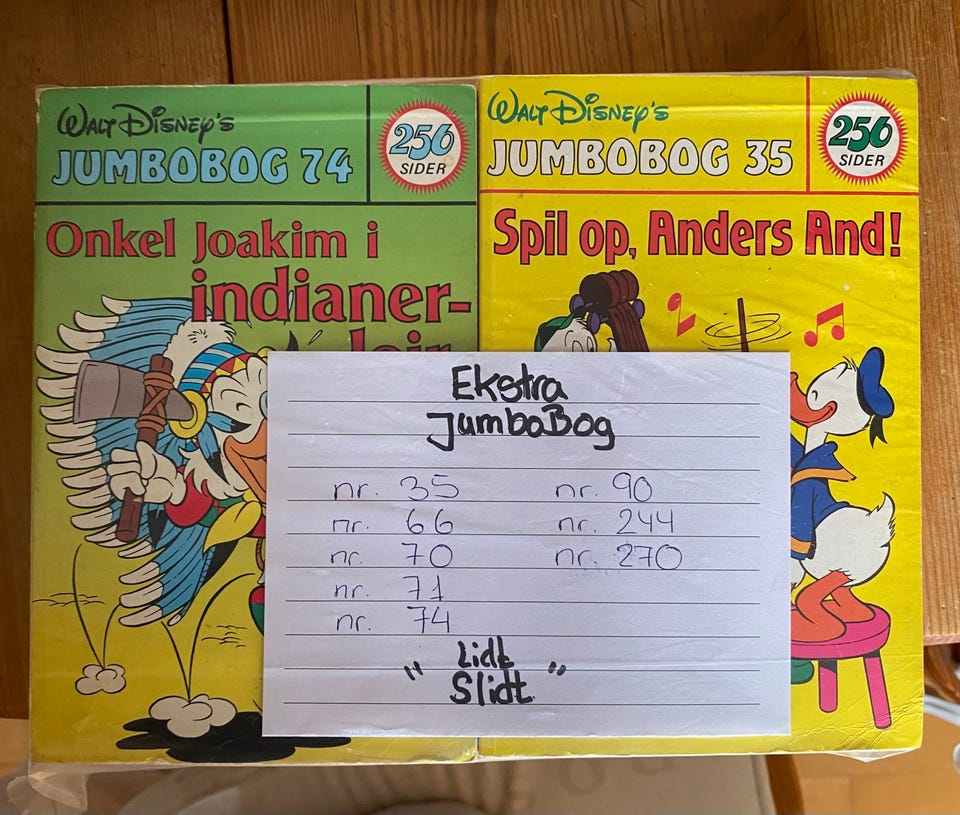 WALT DISNEY'S
JUMBOBOG 74
256
SIDER
Onkel Joakim i
indianer-
lejr
WALT DISNEY'S
JUMBOBOG 35
256
SIDER
Spil op, Anders And!
Ekstra
JumboBog
nr. 35
nr. 66
nr. 70
nr. 71
nr. 74
nr. 90
nr. 244
nr. 270
" Lidt "
Slidt